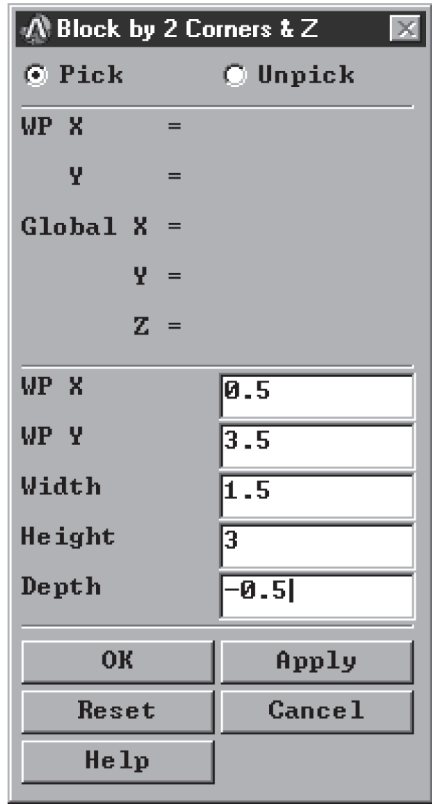 Block by 2 Corners & Z
Pick Unpick
WP X =
Y =
Global X =
Y =
Z =
WP X 0.5
WP Y 3.5
Width 1.5
Height 3
Depth -0.5
OK Apply
Reset Cancel
Help